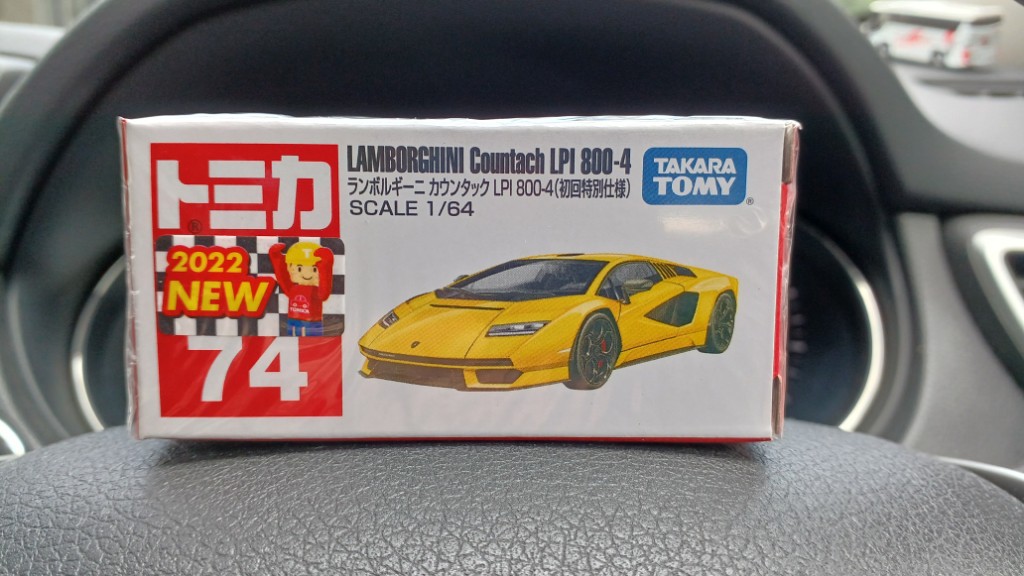 トミカ
®
2022
NEW
TOMICA
74
LAMBORGHINI Countach LPI 800-4
ランボルギーニ カウンタック LPI 800-4(初回特別仕様)
SCALE 1/64
TAKARA
TOMY
®